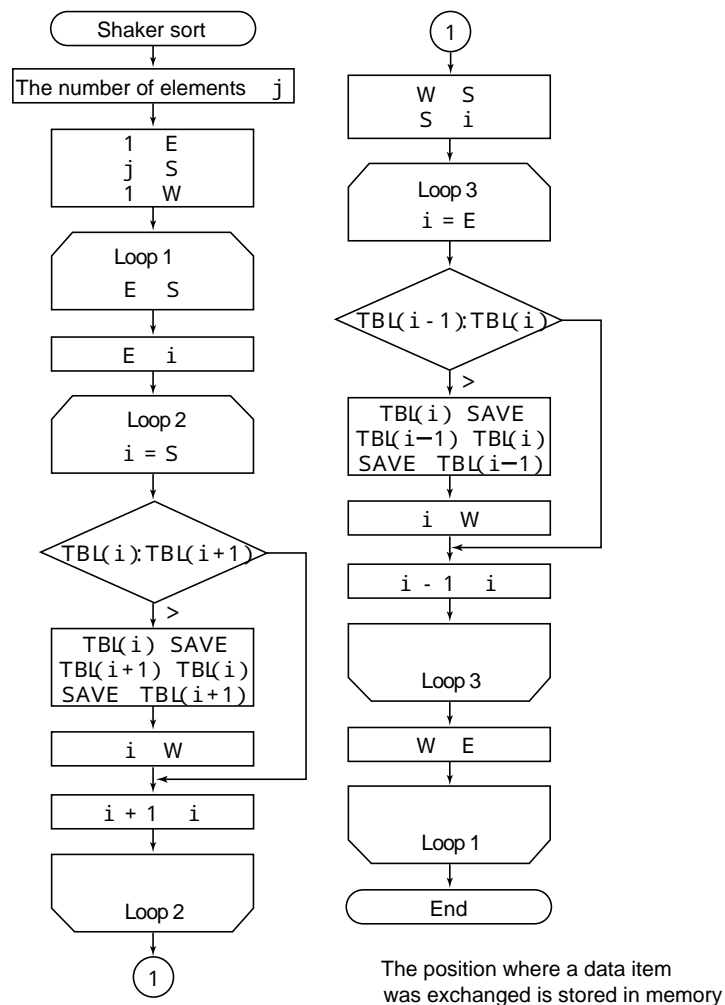 Shaker sort
The number of elements j
1 E
j S
1 W
Loop 1
E S
E i
Loop 2
i = S
TBL(i):TBL(i+1)
>
TBL(i) SAVE
TBL(i+1) TBL(i)
SAVE TBL(i+1)
i W
i + 1 i
Loop 2
1
1
W S
S i
Loop 3
i = E
TBL(i-1):TBL(i)
>
TBL(i) SAVE
TBL(i−1) TBL(i)
SAVE TBL(i−1)
i W
i - 1 i
Loop 3
W E
Loop 1
End
The position where a data item
was exchanged is stored in memory